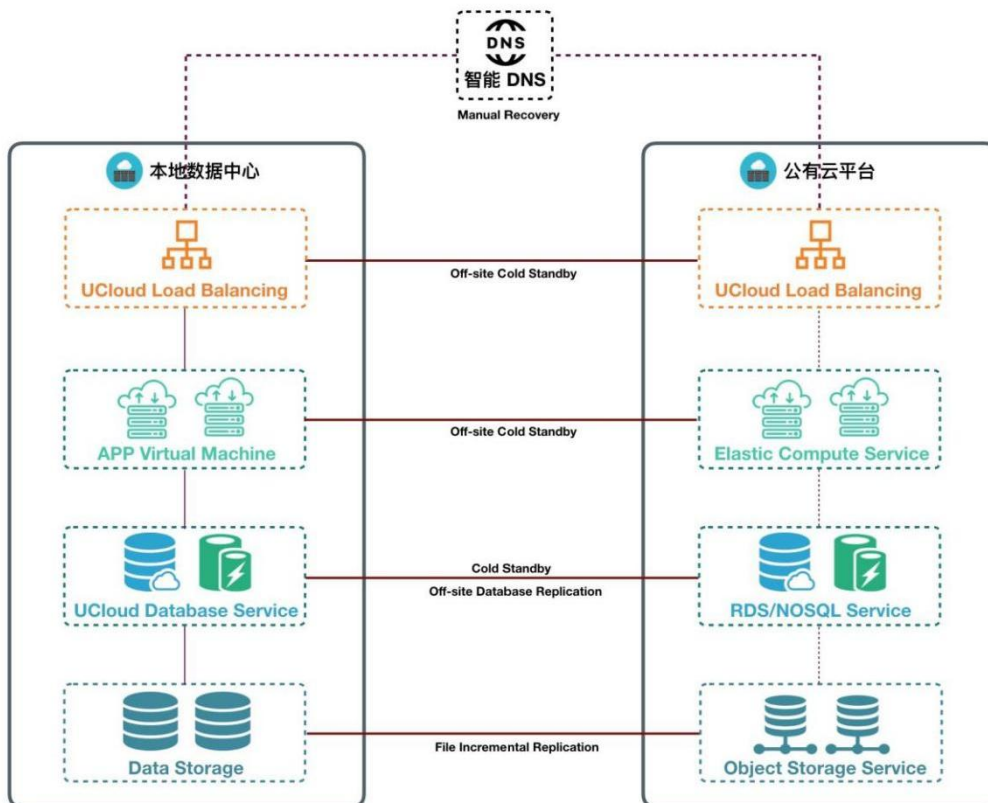 DNS
智能 DNS
Manual Recovery
本地数据中心
公有云平台
UCloud Load Balancing
Off-site Cold Standby
UCloud Load Balancing
APP Virtual Machine
Off-site Cold Standby
Elastic Compute Service
UCloud Database Service
Cold Standby
Off-site Database Replication
RDS/NOSQL Service
Data Storage
File Incremental Replication
Object Storage Service